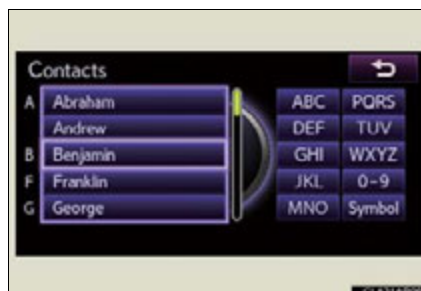 Contacts
A Abraham ABC PQRS
Andrew DEF TUV
B Benjamin GHI WXYZ
F Franklin JKL 0-9
G George MNO Symbol